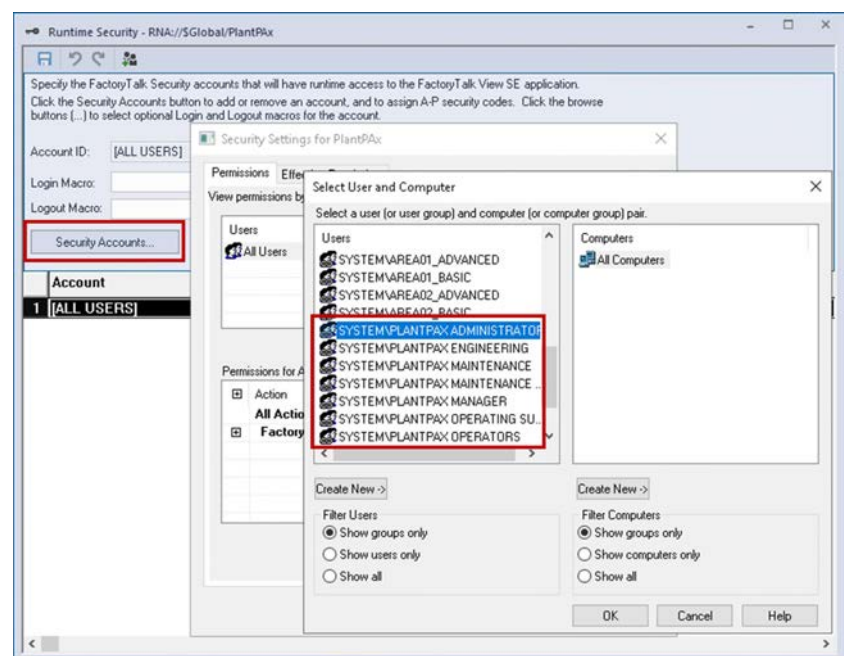 Runtime Security - RNA://$Global/PlantPAx
Specify the FactoryTalk Security accounts that will have runtime access to the FactoryTalk View SE application.
Click the Security Accounts button to add or remove an account, and to assign A-P security codes. Click the browse
buttons (...) to select optional Login and Logout macros for the account.
Account ID: [ALL USERS]
Login Macro:
Logout Macro:
Security Accounts...
Account
1 [ALL USERS]
Security Settings for PlantPAx
Permissions
View permissions by
Users
All Users
Permissions for
Action
All
Factory
Select User and Computer
Select a user (or user group) and computer (or computer group) pair.
Users
SYSTEM\AREA01_ADVANCED
SYSTEM\AREA01_BASIC
SYSTEM\AREA02_ADVANCED
SYSTEM\AREA02_BASIC
SYSTEM\PLANTPAX ADMINISTRATOR
SYSTEM\PLANTPAX ENGINEERING
SYSTEM\PLANTPAX MAINTENANCE
SYSTEM\PLANTPAX MAINTENANCE ...
SYSTEM\PLANTPAX MANAGER
SYSTEM\PLANTPAX OPERATING SU...
SYSTEM\PLANTPAX OPERATORS
Computers
All Computers
Create New ->
Create New ->
Filter Users
Show groups only
Show users only
Show all
Filter Computers
Show groups only
Show computers only
Show all
OK Cancel Help